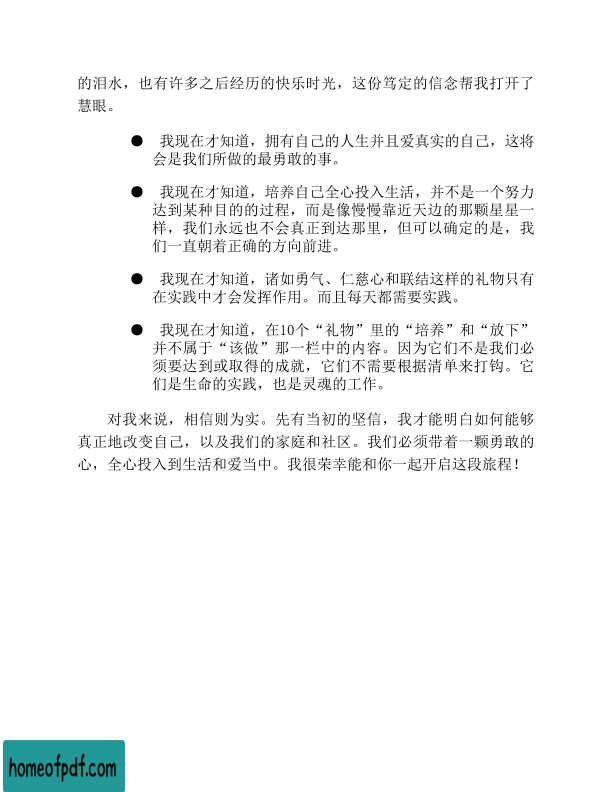 的泪水，也有许多之后经历的快乐时光，这份笃定的信念帮我打开了
慧眼。
● 我现在才知道，拥有自己的人生并且爱真实的自己，这将
会是我们所做的最勇敢的事。
● 我现在才知道，培养自己全心投入生活，并不是一个努力
达到某种目的的过程，而是像慢慢靠近天边的那颗星星一
样，我们永远也不会真正到达那里，但可以确定的是，我
们一直朝着正确的方向前进。
● 我现在才知道，诸如勇气、仁慈心和联结这样的礼物只有
在实践中才会发挥作用。而且每天都需要实践。
● 我现在才知道，在10个“礼物”里的“培养”和“放下”
并不属于“该做”那一栏中的内容。因为它们不是我们必
须要达到或取得的成就，它们不需要根据清单来打钩。它
们是生命的实践，也是灵魂的工作。
对我来说，相信则为实。先有当初的坚信，我才能明白如何能够
真正地改变自己，以及我们的家庭和社区。我们必须带着一颗勇敢的
心，全心投入到生活和爱当中。我很荣幸能和你一起开启这段旅程！
homeofpdf.com